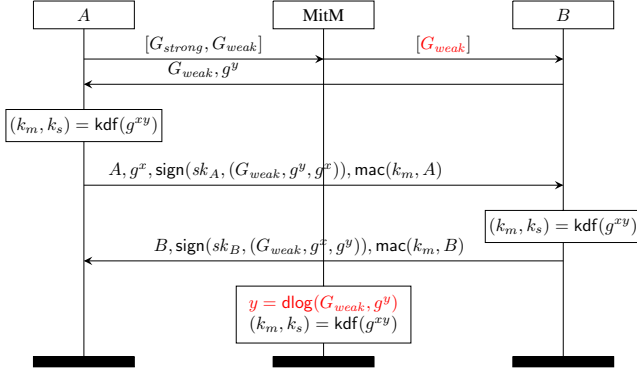 A MitM B
[G_strong, G_weak] [G_weak]
G_weak, g^y
(k_m, k_s) = kdf(g^xy)
A, g^x, sign(sk_A, (G_weak, g^y, g^x)), mac(k_m, A)
(k_m, k_s) = kdf(g^xy)
B, sign(sk_B, (G_weak, g^x, g^y)), mac(k_m, B)
y = dlog(G_weak, g^y)
(k_m, k_s) = kdf(g^xy)